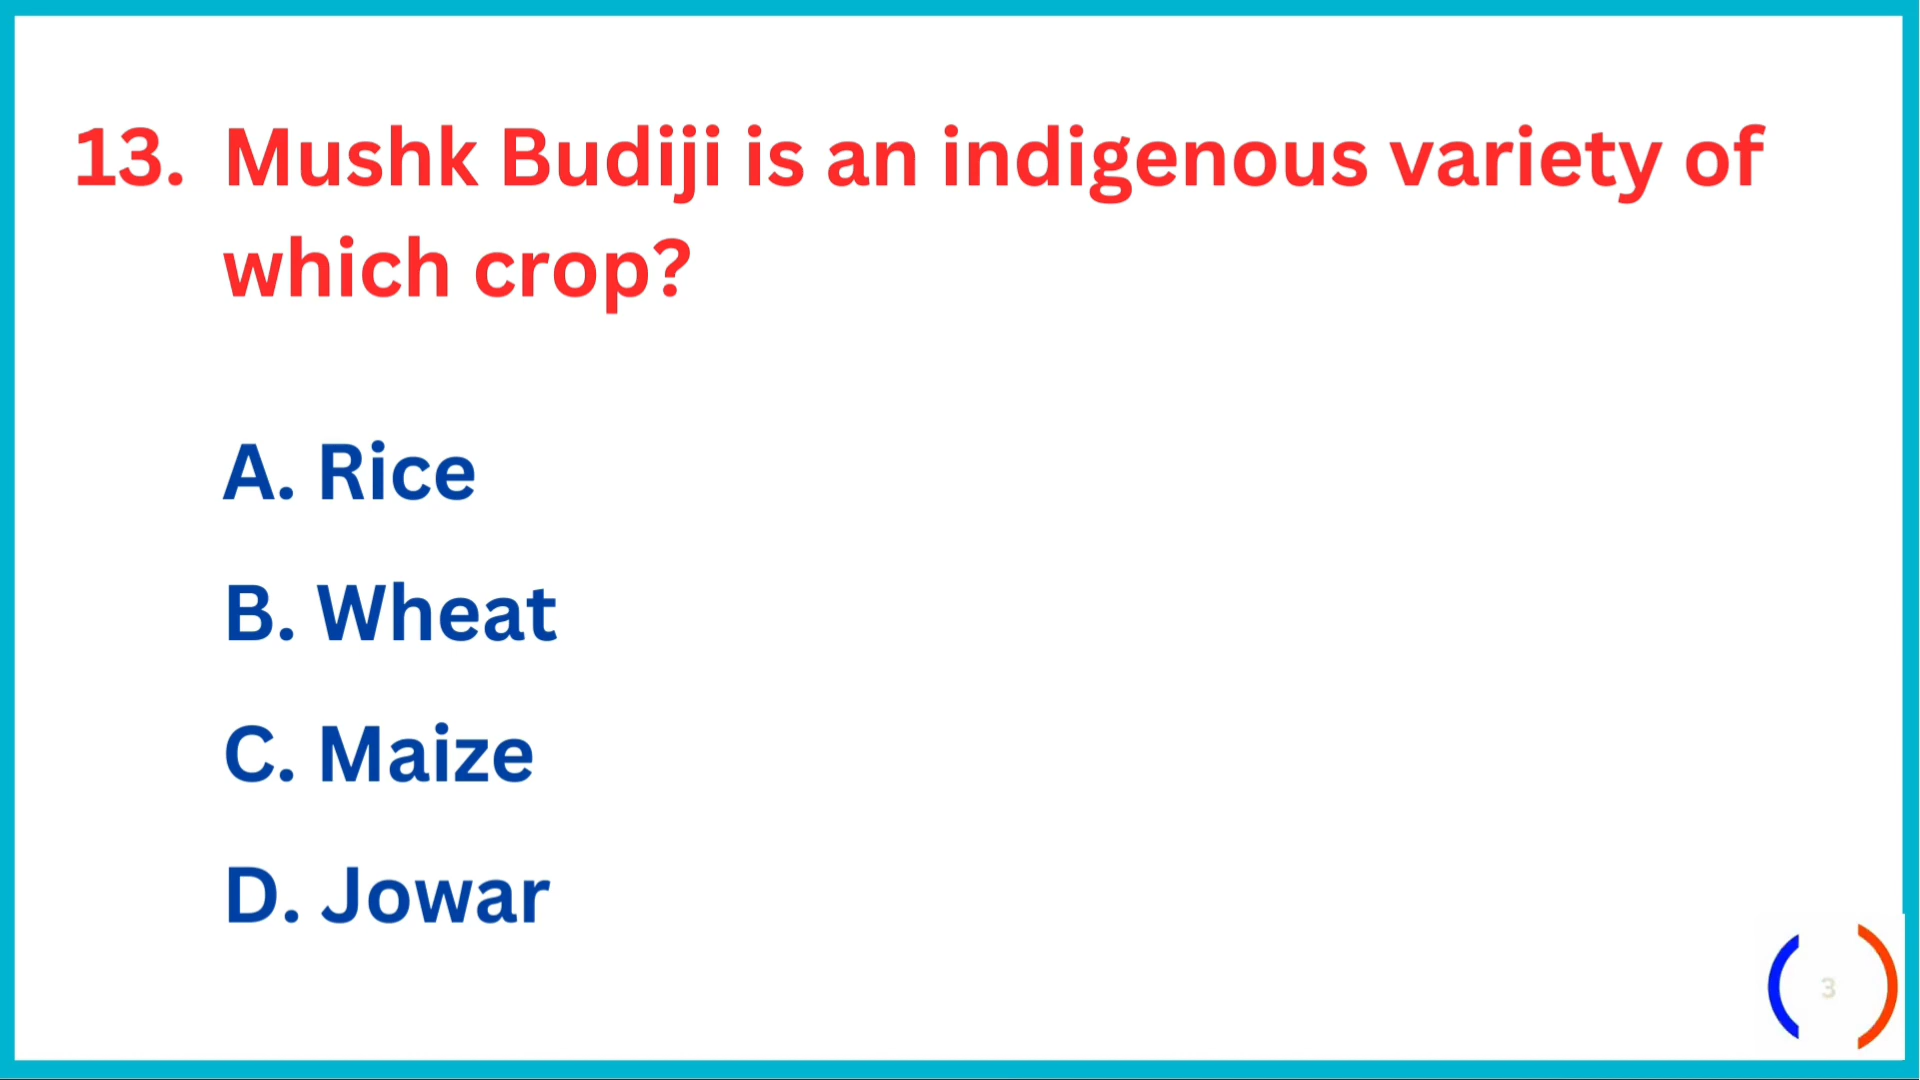 13. Mushk Budiji is an indigenous variety of
which crop?
A. Rice
B. Wheat
C. Maize
D. Jowar
3